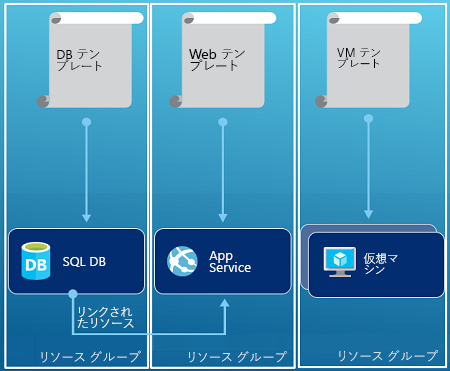 DB テン
プレート
Web テン
プレート
VM テン
プレート
DB
SQL DB
App
Service
仮想マ
シン
リンクされ
たリソース
リソース グループ
リソース グループ
リソース グループ